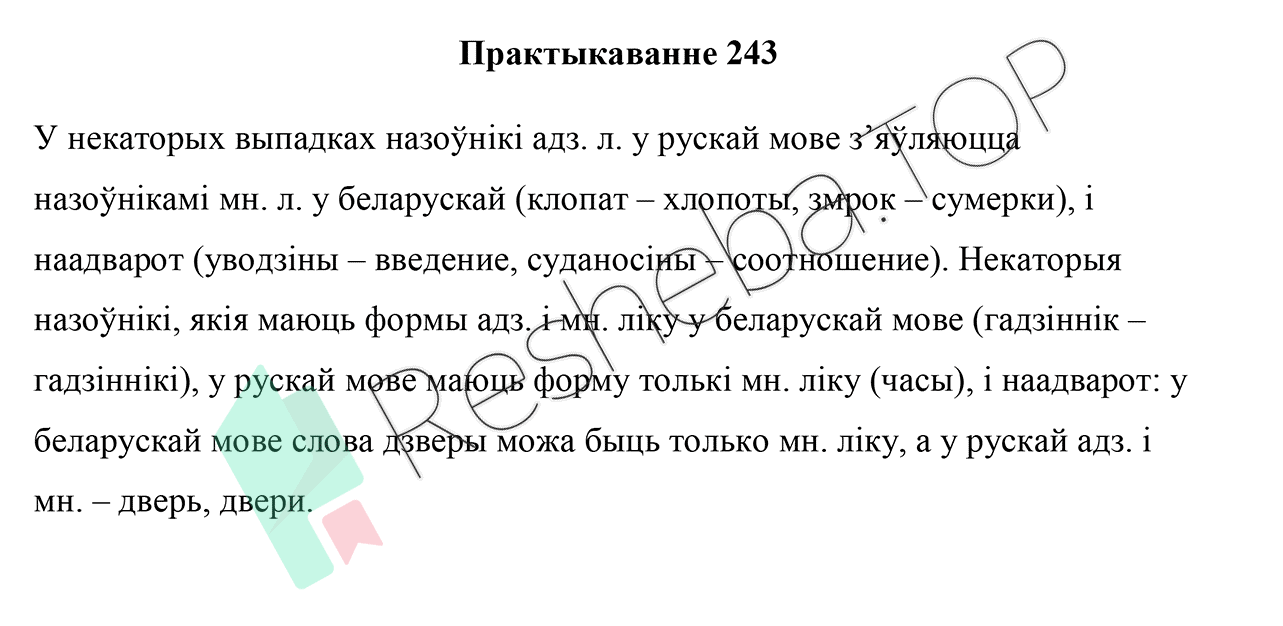 Практыкаванне 243
У некаторых выпадках назоўнікі адз. л. у рускай мове з’яўляюцца
назоўнікамі мн. л. у беларускай (клопат – хлопоты, змрок – сумерки), і
наадварот (уводзіны – введение, суданосіны – соотношение). Некаторыя
назоўнікі, якія маюць формы адз. і мн. ліку у беларускай мове (гадзіннік –
гадзіннікі), у рускай мове маюць форму толькі мн. ліку (часы), і наадварот: у
беларускай мове слова дзверы можа быць только мн. ліку, а у рускай адз. і
мн. – дверь, двери.
Resheba.TOP